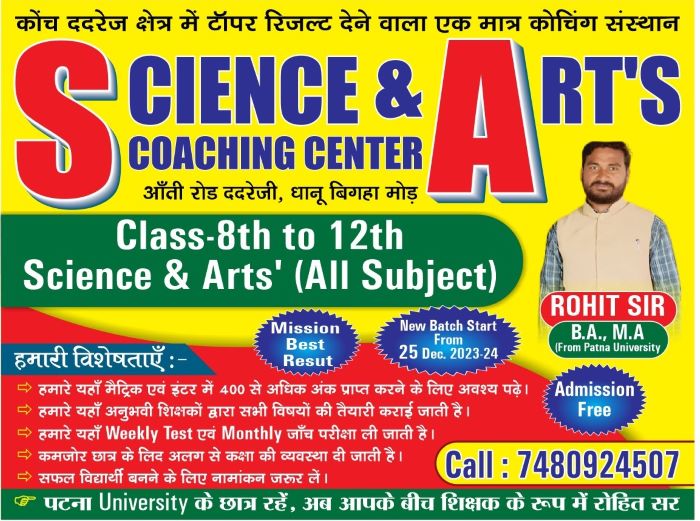 कोंच ददरेज क्षेत्र में टॉपर रिजल्ट देने वाला एक मात्र कोचिंग संस्थान
SCIENCE & ART'S
COACHING CENTER
आँती रोड ददरेजी, धानू बिगहा मोड़
Class-8th to 12th
Science & Arts' (All Subject)
ROHIT SIR
B.A., M.A
(From Patna University
Mission
Best
Resut
New Batch Start
From
25 Dec. 2023-24
Admission
Free
हमारी विशेषताएँ :-
⇨ हमारे यहाँ मैट्रिक एवं इंटर में 400 से अधिक अंक प्राप्त करने के लिए अवश्य पढ़े।
⇨ हमारे यहाँ अनुभवी शिक्षकों द्वारा सभी विषयों की तैयारी कराई जाती है।
⇨ हमारे यहाँ Weekly Test एवं Monthly जाँच परीक्षा ली जाती है।
⇨ कमजोर छात्र के लिद अलग से कक्षा की व्यवस्था दी जाती है।
⇨ सफल विद्यार्थी बनने के लिए नामांकन जरूर लें।
Call : 7480924507
☞ पटना University के छात्र रहें, अब आपके बीच शिक्षक के रूप में रोहित सर